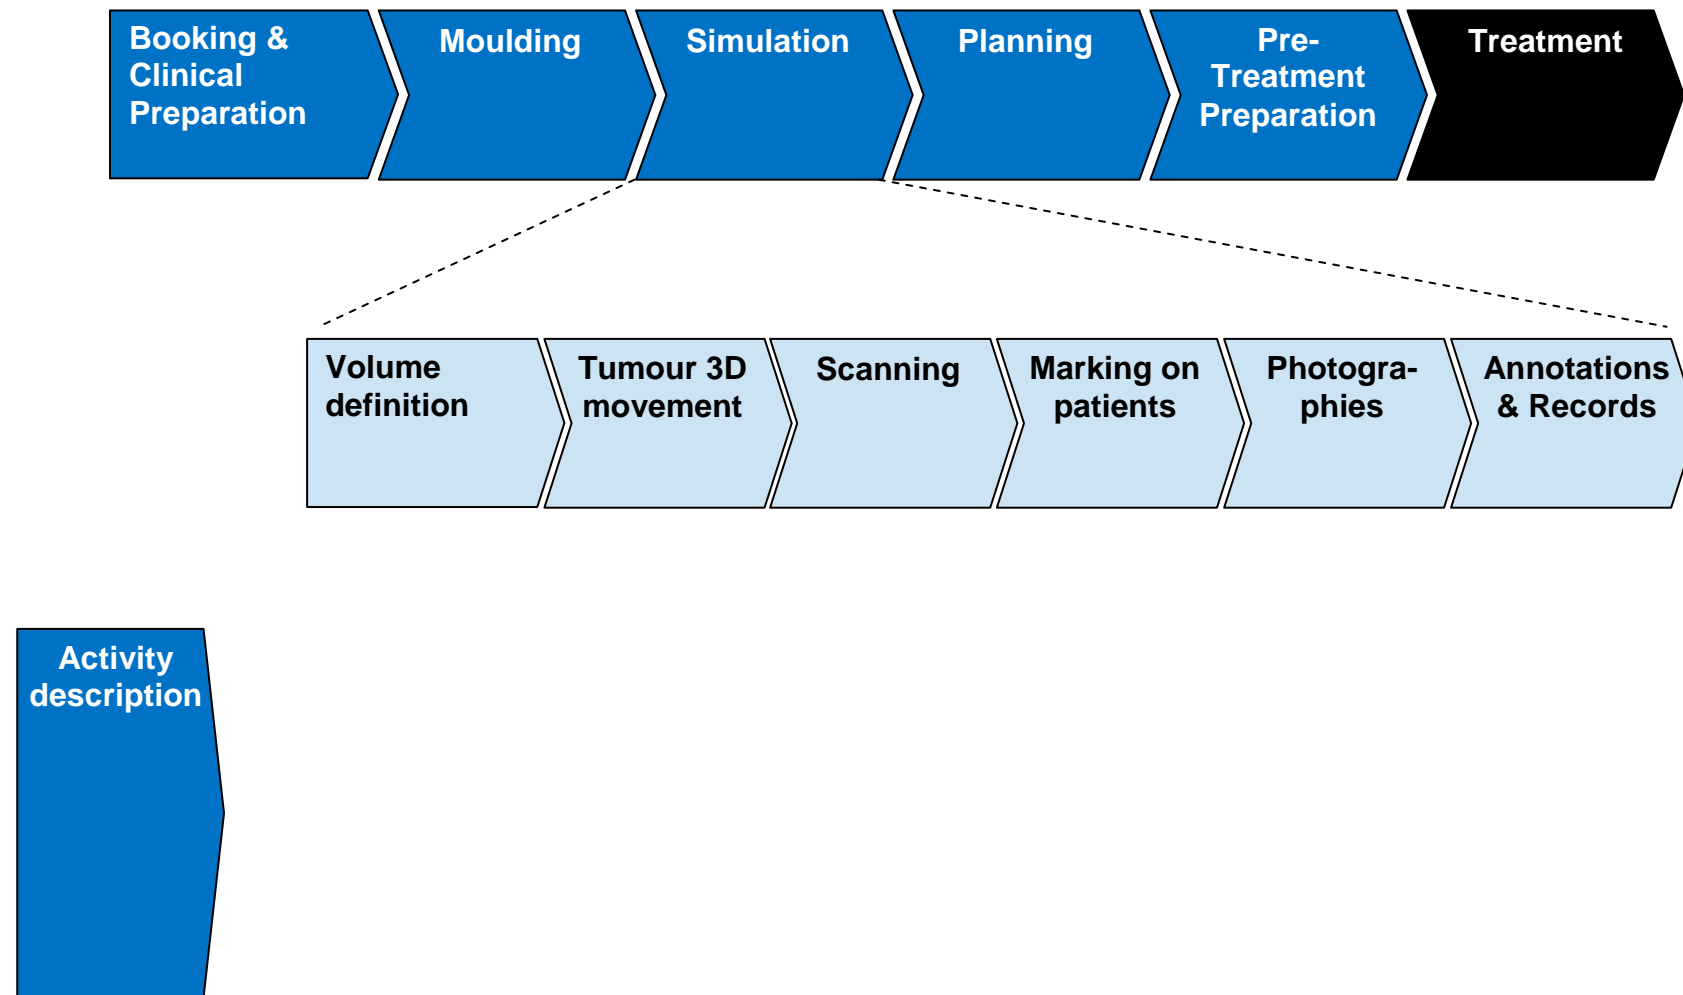 Booking &
Clinical
Preparation
Moulding
Simulation
Planning
Pre-
Treatment
Preparation
Treatment
Volume
definition
Tumour 3D
movement
Scanning
Marking on
patients
Photogra-
phies
Annotations
& Records
Activity
description